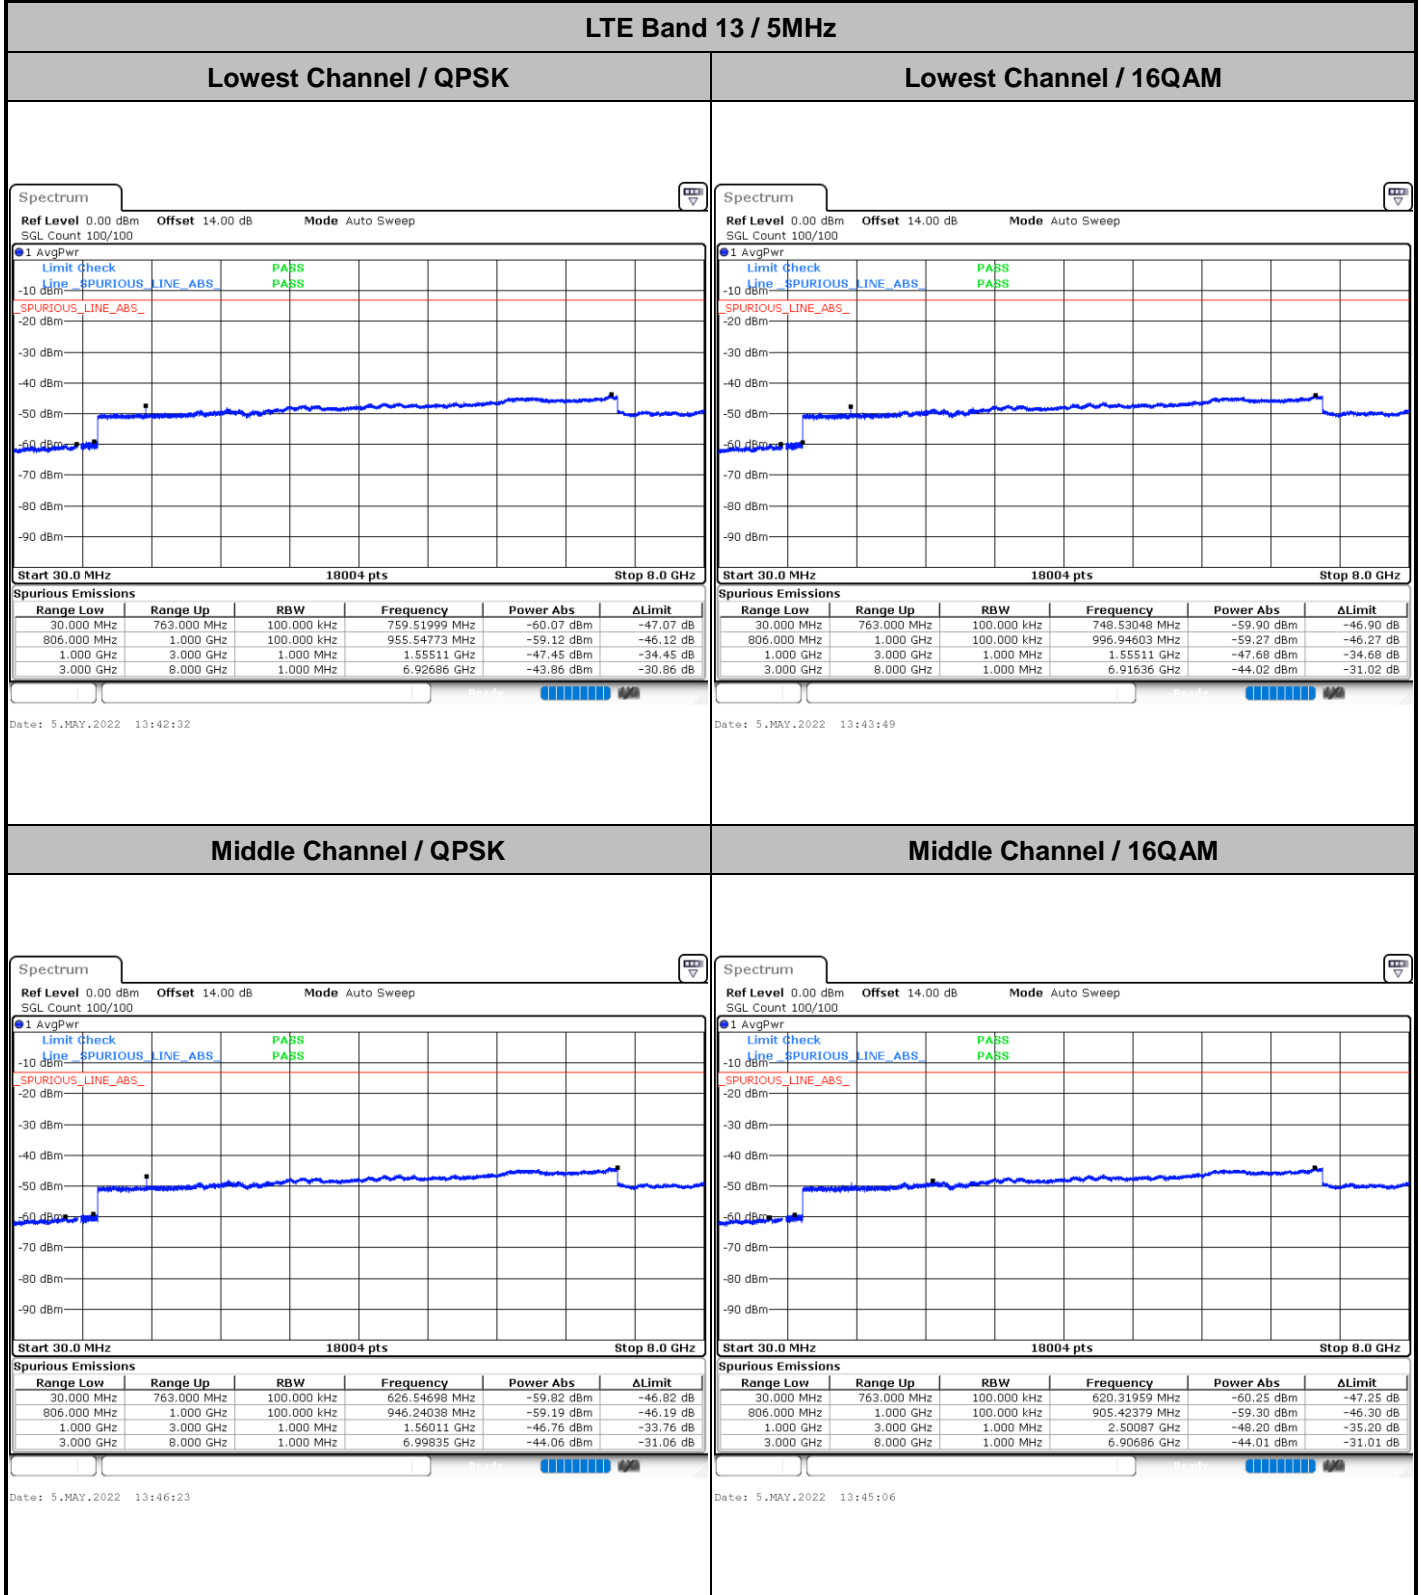 LTE Band 13 / 5MHz
Lowest Channel / QPSK
Lowest Channel / 16QAM
Spectrum
Ref Level 0.00 dBm Offset 14.00 dB Mode Auto Sweep
SGL Count 100/100
1 AvgPwr
Limit Check PASS
Line _SPURIOUS_LINE_ABS_ PASS
-10 dBm
_SPURIOUS_LINE_ABS_
-20 dBm
-30 dBm
-40 dBm
-50 dBm
-60 dBm
-70 dBm
-80 dBm
-90 dBm
Start 30.0 MHz 18004 pts Stop 8.0 GHz
Spurious Emissions
Range Low Range Up RBW Frequency Power Abs ΔLimit
30.000 MHz 763.000 MHz 100.000 kHz 759.51999 MHz -60.07 dBm -47.07 dB
806.000 MHz 1.000 GHz 100.000 kHz 955.54773 MHz -59.12 dBm -46.12 dB
1.000 GHz 3.000 GHz 1.000 MHz 1.55511 GHz -47.45 dBm -34.45 dB
3.000 GHz 8.000 GHz 1.000 MHz 6.92686 GHz -43.86 dBm -30.86 dB
Ready
Date: 5.MAY.2022 13:42:32
Spectrum
Ref Level 0.00 dBm Offset 14.00 dB Mode Auto Sweep
SGL Count 100/100
1 AvgPwr
Limit Check PASS
Line _SPURIOUS_LINE_ABS_ PASS
-10 dBm
_SPURIOUS_LINE_ABS_
-20 dBm
-30 dBm
-40 dBm
-50 dBm
-60 dBm
-70 dBm
-80 dBm
-90 dBm
Start 30.0 MHz 18004 pts Stop 8.0 GHz
Spurious Emissions
Range Low Range Up RBW Frequency Power Abs ΔLimit
30.000 MHz 763.000 MHz 100.000 kHz 748.53048 MHz -59.90 dBm -46.90 dB
806.000 MHz 1.000 GHz 100.000 kHz 996.94603 MHz -59.27 dBm -46.27 dB
1.000 GHz 3.000 GHz 1.000 MHz 1.55511 GHz -47.68 dBm -34.68 dB
3.000 GHz 8.000 GHz 1.000 MHz 6.91636 GHz -44.02 dBm -31.02 dB
Ready
Date: 5.MAY.2022 13:43:49
Middle Channel / QPSK
Middle Channel / 16QAM
Spectrum
Ref Level 0.00 dBm Offset 14.00 dB Mode Auto Sweep
SGL Count 100/100
1 AvgPwr
Limit Check PASS
Line _SPURIOUS_LINE_ABS_ PASS
-10 dBm
_SPURIOUS_LINE_ABS_
-20 dBm
-30 dBm
-40 dBm
-50 dBm
-60 dBm
-70 dBm
-80 dBm
-90 dBm
Start 30.0 MHz 18004 pts Stop 8.0 GHz
Spurious Emissions
Range Low Range Up RBW Frequency Power Abs ΔLimit
30.000 MHz 763.000 MHz 100.000 kHz 626.54698 MHz -59.82 dBm -46.82 dB
806.000 MHz 1.000 GHz 100.000 kHz 946.24038 MHz -59.19 dBm -46.19 dB
1.000 GHz 3.000 GHz 1.000 MHz 1.56011 GHz -46.76 dBm -33.76 dB
3.000 GHz 8.000 GHz 1.000 MHz 6.99835 GHz -44.06 dBm -31.06 dB
Ready
Date: 5.MAY.2022 13:46:23
Spectrum
Ref Level 0.00 dBm Offset 14.00 dB Mode Auto Sweep
SGL Count 100/100
1 AvgPwr
Limit Check PASS
Line _SPURIOUS_LINE_ABS_ PASS
-10 dBm
_SPURIOUS_LINE_ABS_
-20 dBm
-30 dBm
-40 dBm
-50 dBm
-60 dBm
-70 dBm
-80 dBm
-90 dBm
Start 30.0 MHz 18004 pts Stop 8.0 GHz
Spurious Emissions
Range Low Range Up RBW Frequency Power Abs ΔLimit
30.000 MHz 763.000 MHz 100.000 kHz 620.31959 MHz -60.25 dBm -47.25 dB
806.000 MHz 1.000 GHz 100.000 kHz 905.42379 MHz -59.30 dBm -46.30 dB
1.000 GHz 3.000 GHz 1.000 MHz 2.50087 GHz -48.20 dBm -35.20 dB
3.000 GHz 8.000 GHz 1.000 MHz 6.90686 GHz -44.01 dBm -31.01 dB
Ready
Date: 5.MAY.2022 13:45:06